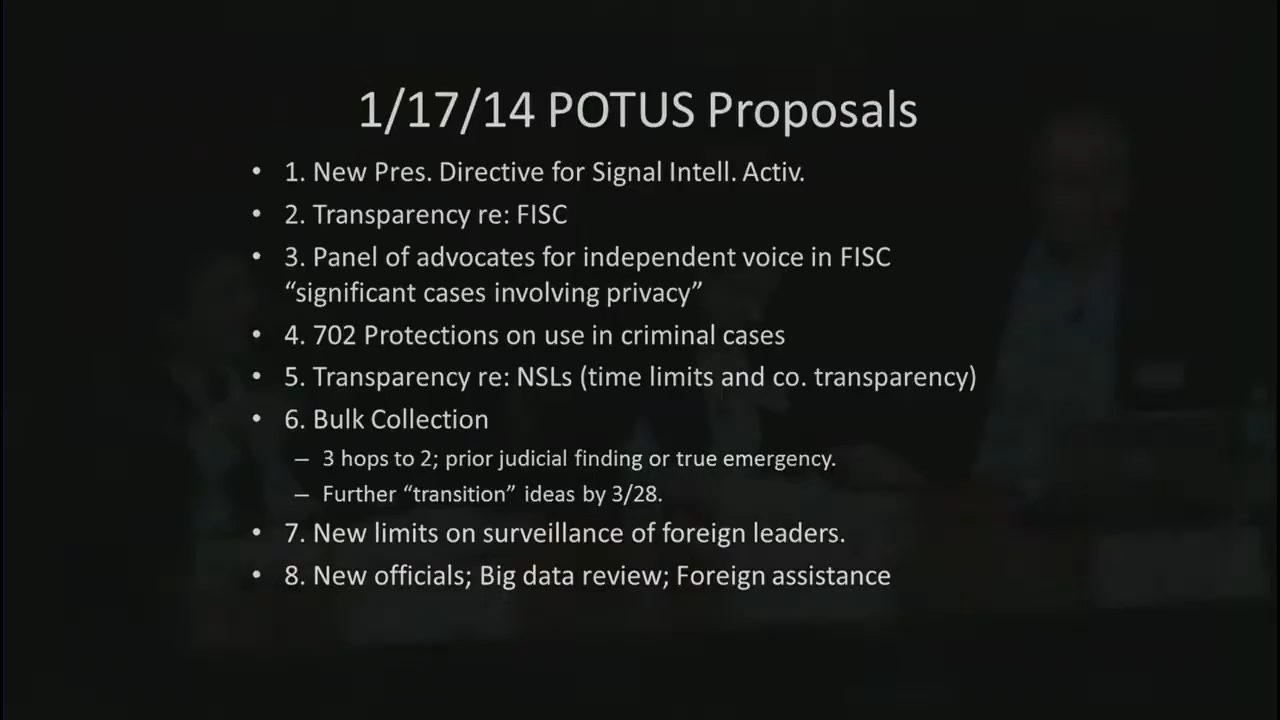 1/17/14 POTUS Proposals
• 1. New Pres. Directive for Signal Intell. Activ.
• 2. Transparency re: FISC
• 3. Panel of advocates for independent voice in FISC
“significant cases involving privacy”
• 4. 702 Protections on use in criminal cases
• 5. Transparency re: NSLs (time limits and co. transparency)
• 6. Bulk Collection
– 3 hops to 2; prior judicial finding or true emergency.
– Further “transition” ideas by 3/28.
• 7. New limits on surveillance of foreign leaders.
• 8. New officials; Big data review; Foreign assistance